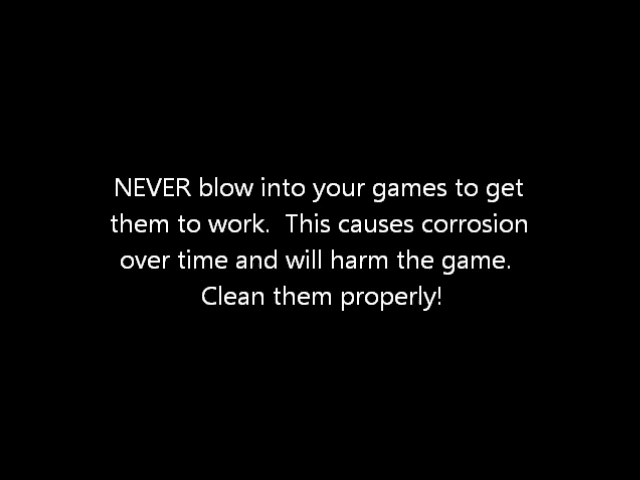 NEVER blow into your games to get
them to work.  This causes corrosion
over time and will harm the game.
Clean them properly!